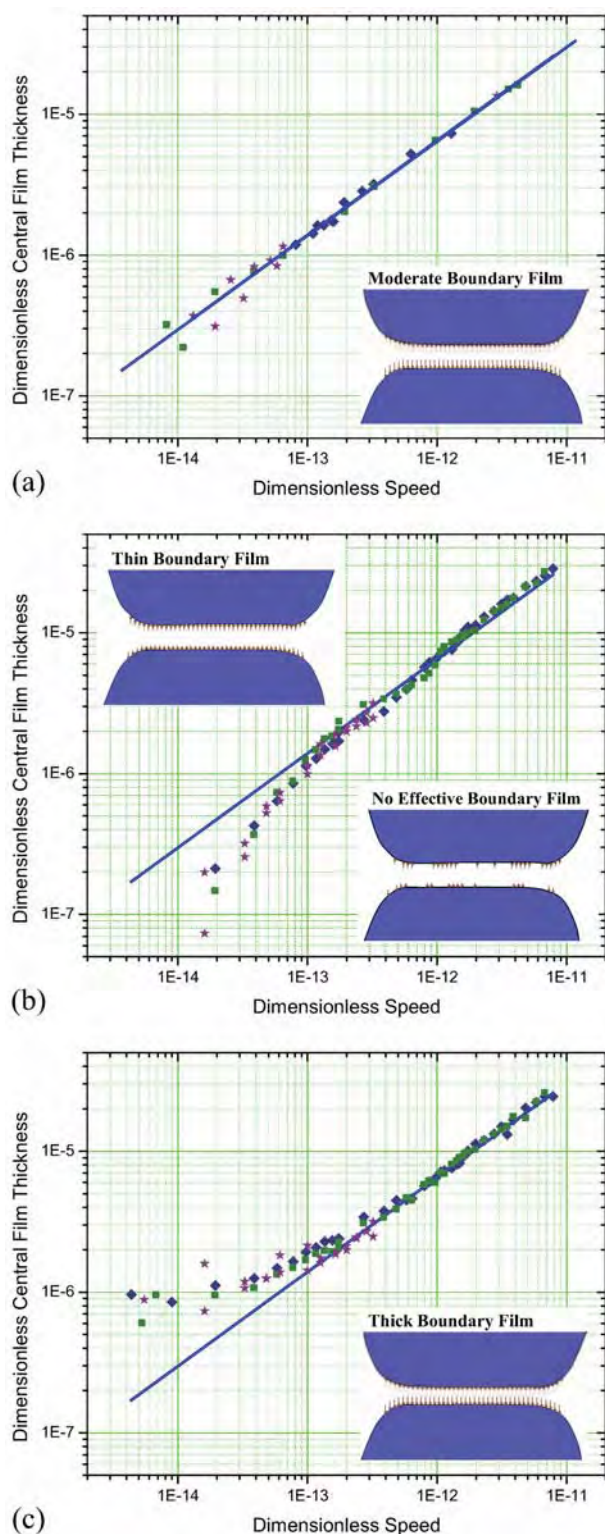 1E-5
1E-6
1E-7
Dimensionless Central Film Thickness
Moderate Boundary Film
1E-14 1E-13 1E-12 1E-11
Dimensionless Speed
(a)
Thin Boundary Film
1E-5
1E-6
1E-7
Dimensionless Central Film Thickness
No Effective Boundary Film
1E-14 1E-13 1E-12 1E-11
Dimensionless Speed
(b)
1E-5
1E-6
1E-7
Dimensionless Central Film Thickness
Thick Boundary Film
1E-14 1E-13 1E-12 1E-11
Dimensionless Speed
(c)